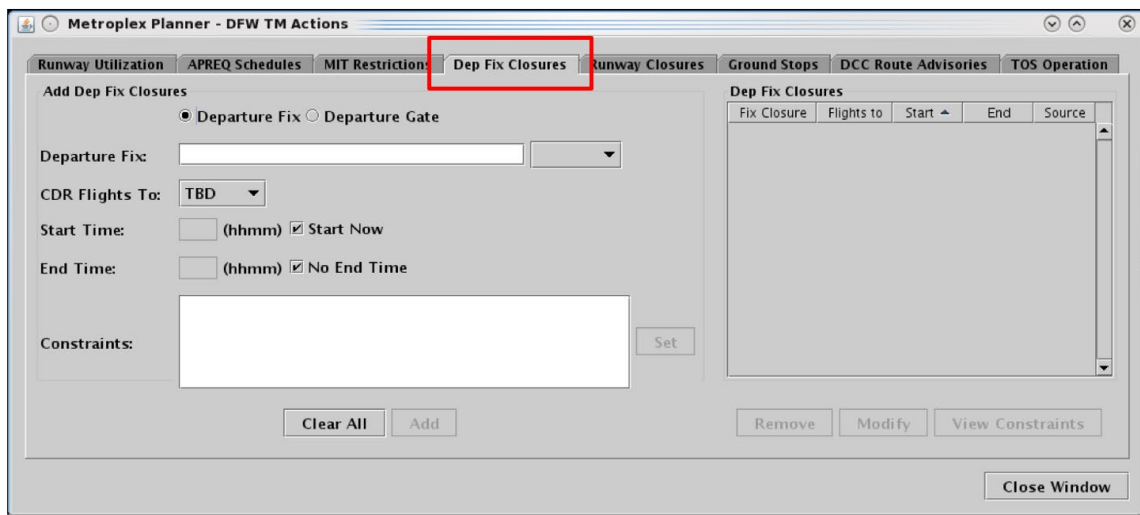 Metroplex Planner - DFW TM Actions
Runway Utilization APREQ Schedules MIT Restrictions Dep Fix Closures Runway Closures Ground Stops DCC Route Advisories TOS Operation
Add Dep Fix Closures
Departure Fix Departure Gate
Departure Fix:
CDR Flights To: TBD
Start Time: (hhmm) Start Now
End Time: (hhmm) No End Time
Constraints: Set
Clear All Add
Dep Fix Closures
Fix Closure Flights to Start End Source
Remove Modify View Constraints
Close Window